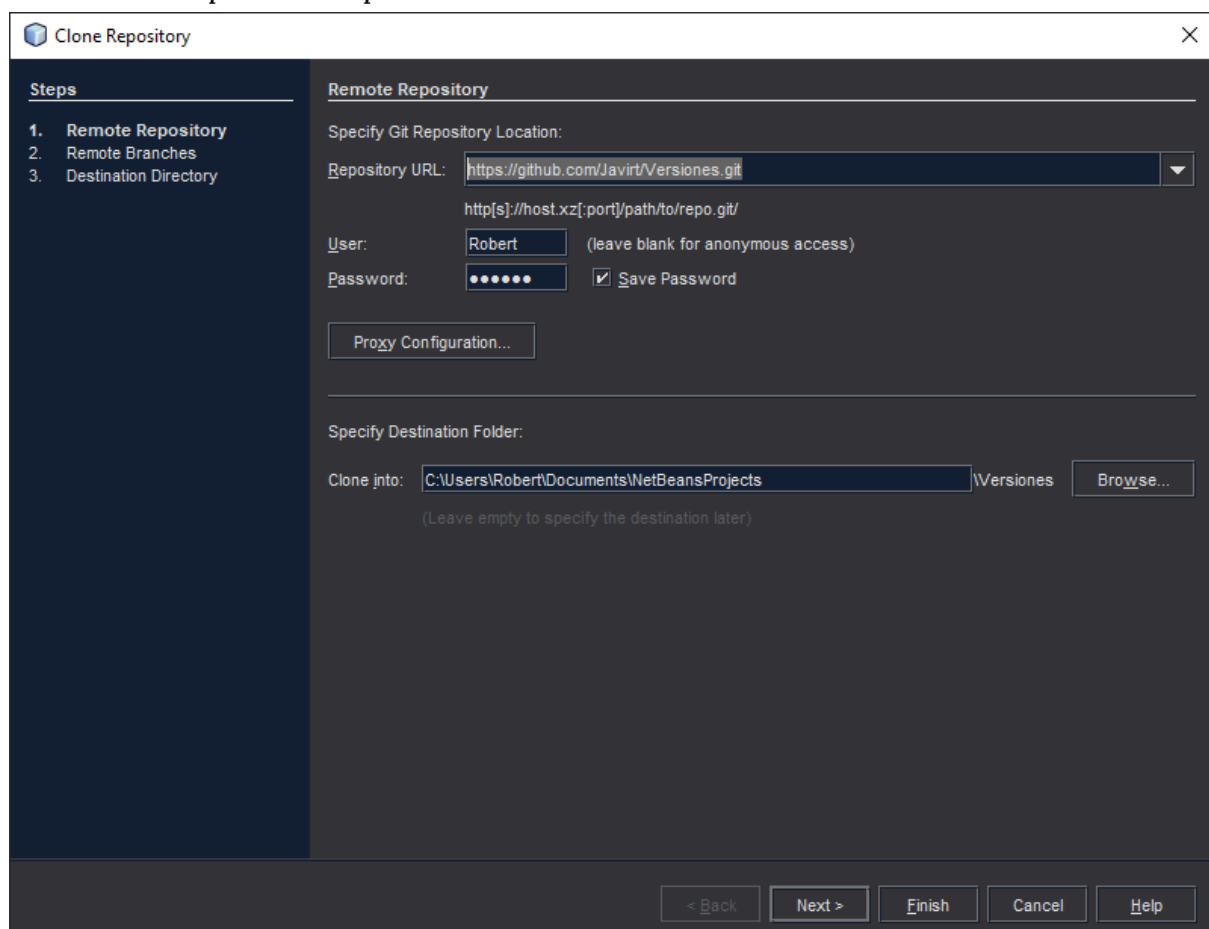 Clone Repository
Steps
1. Remote Repository
2. Remote Branches
3. Destination Directory
Remote Repository
Specify Git Repository Location:
Repository URL: https://github.com/Javirt/Versiones.git
http[s]://host.xz[:port]/path/to/repo.git/
User: Robert (leave blank for anonymous access)
Password: ●●●●●● Save Password
Proxy Configuration...
Specify Destination Folder:
Clone into: C:\Users\Robert\Documents\NetBeansProjects \Versiones Browse...
(Leave empty to specify the destination later)
< Back Next > Finish Cancel Help